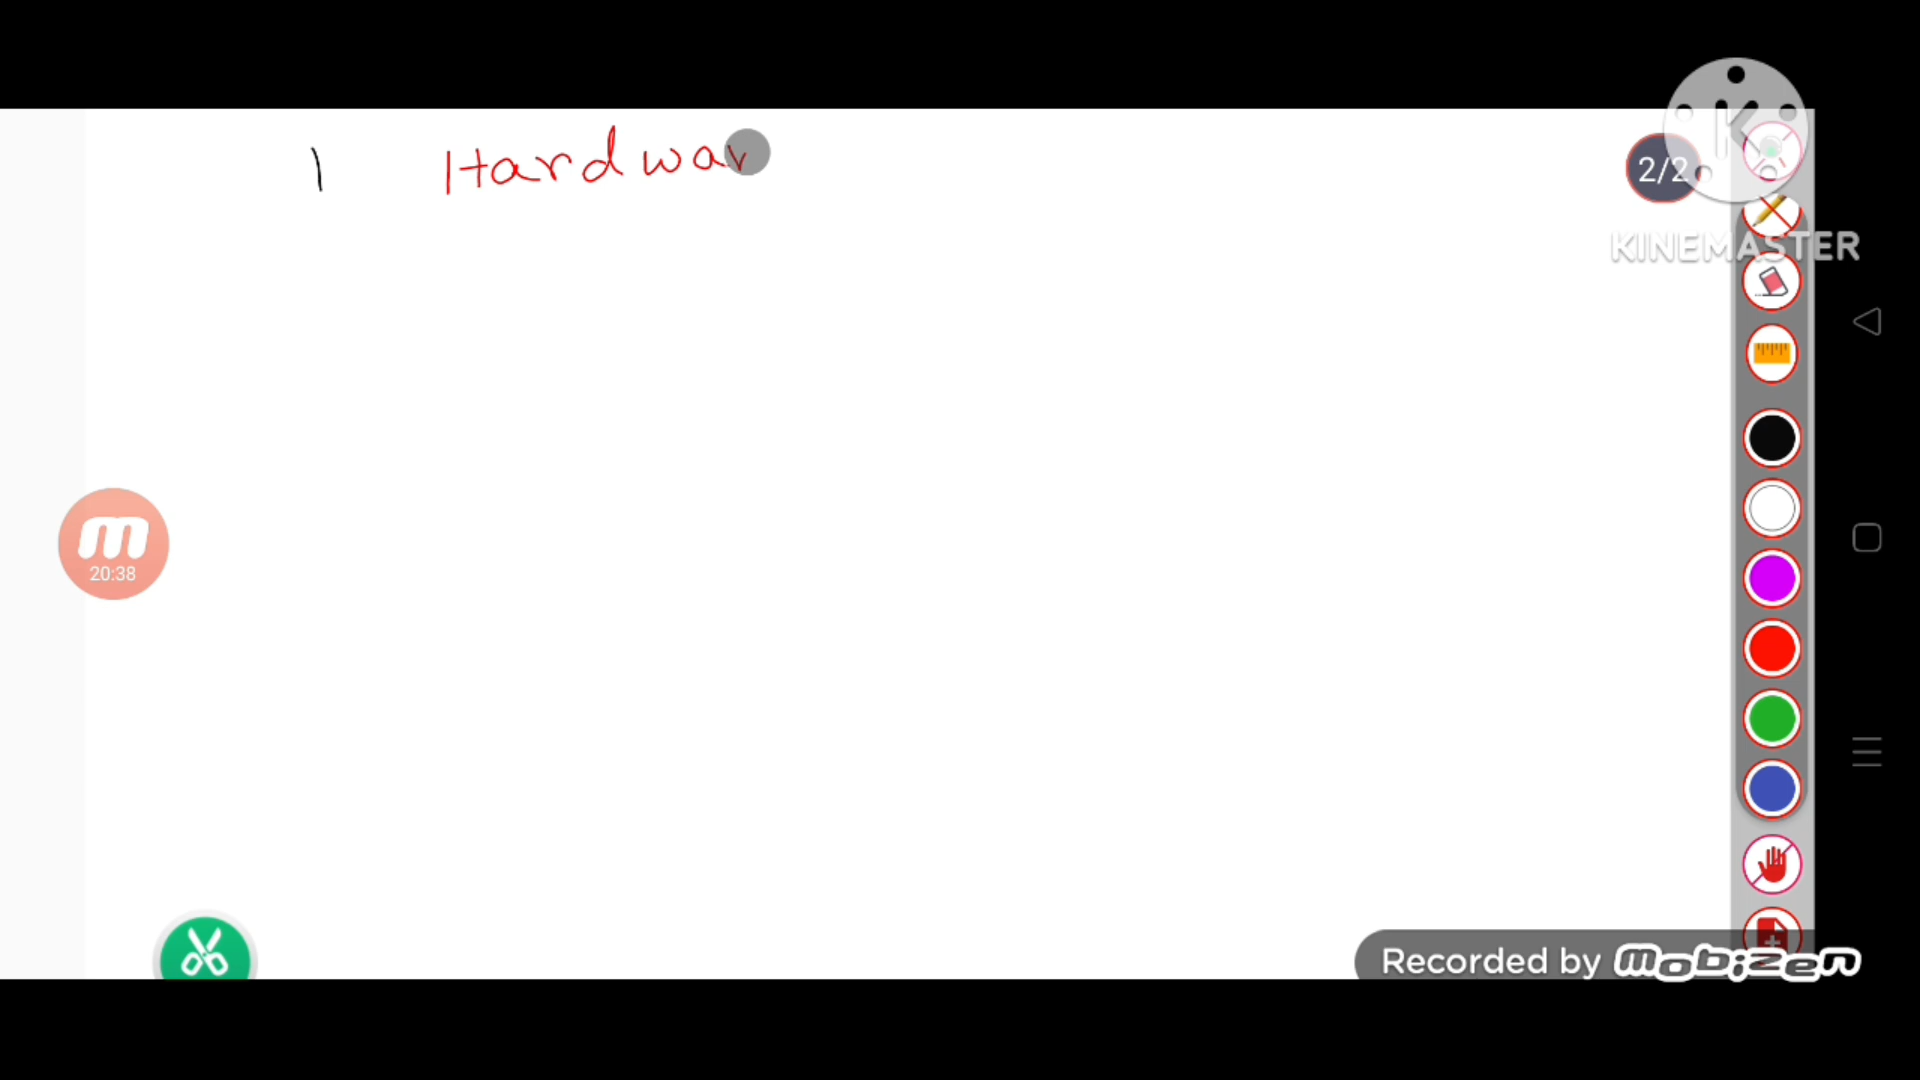 1 Hardwar
2/2
KINEMASTER
20:38
Recorded by Mobizen